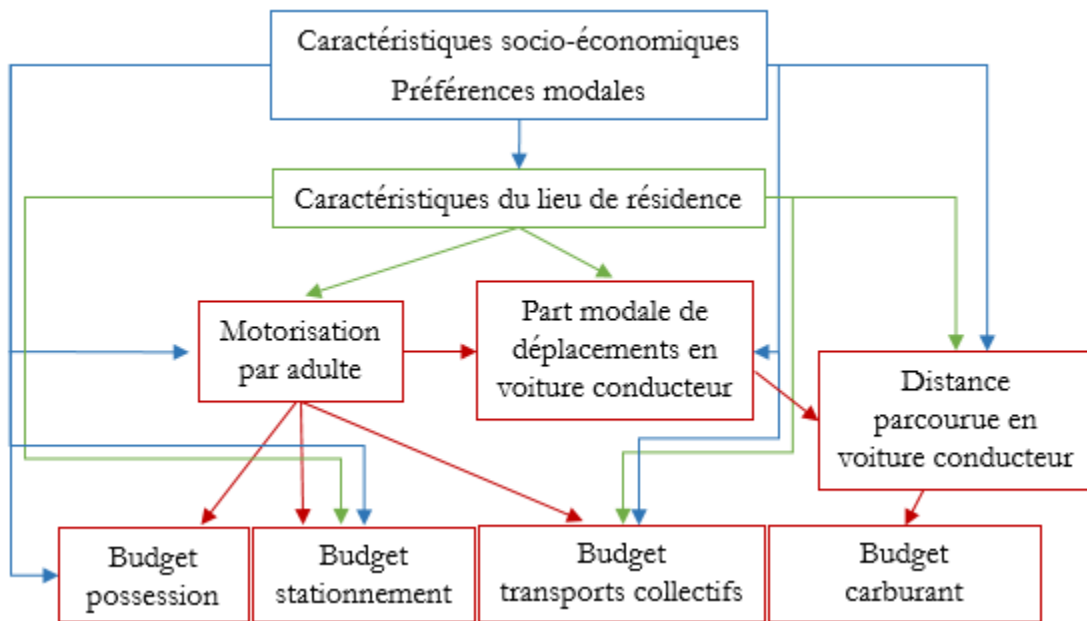 Caractéristiques socio-économiques
Préférences modales
Caractéristiques du lieu de résidence
Motorisation
par adulte
Part modale de
déplacements en
voiture conducteur
Distance
parcourue en
voiture conducteur
Budget
possession
Budget
stationnement
Budget
transports collectifs
Budget
carburant